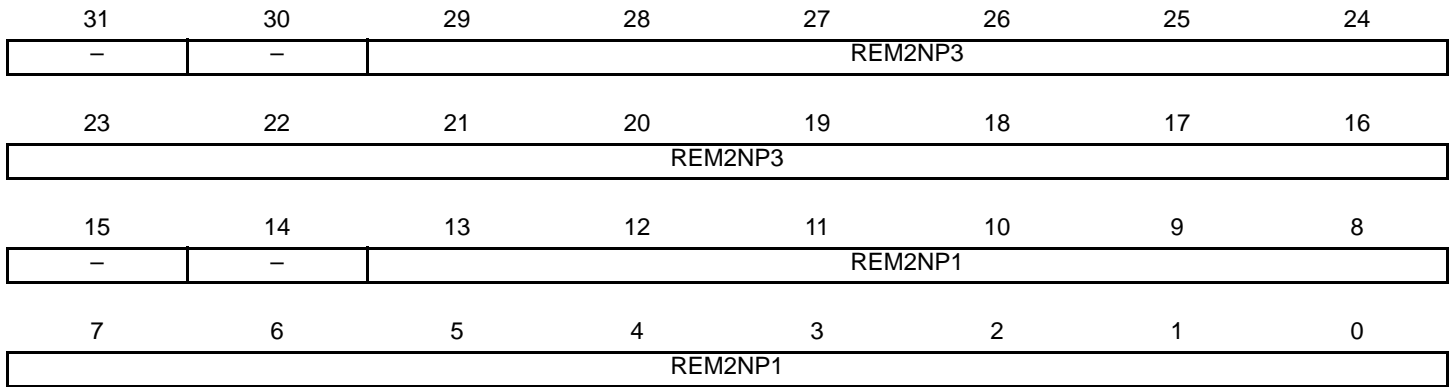 31 30 29 28 27 26 25 24
– – REM2NP3
23 22 21 20 19 18 17 16
REM2NP3
15 14 13 12 11 10 9 8
– – REM2NP1
7 6 5 4 3 2 1 0
REM2NP1